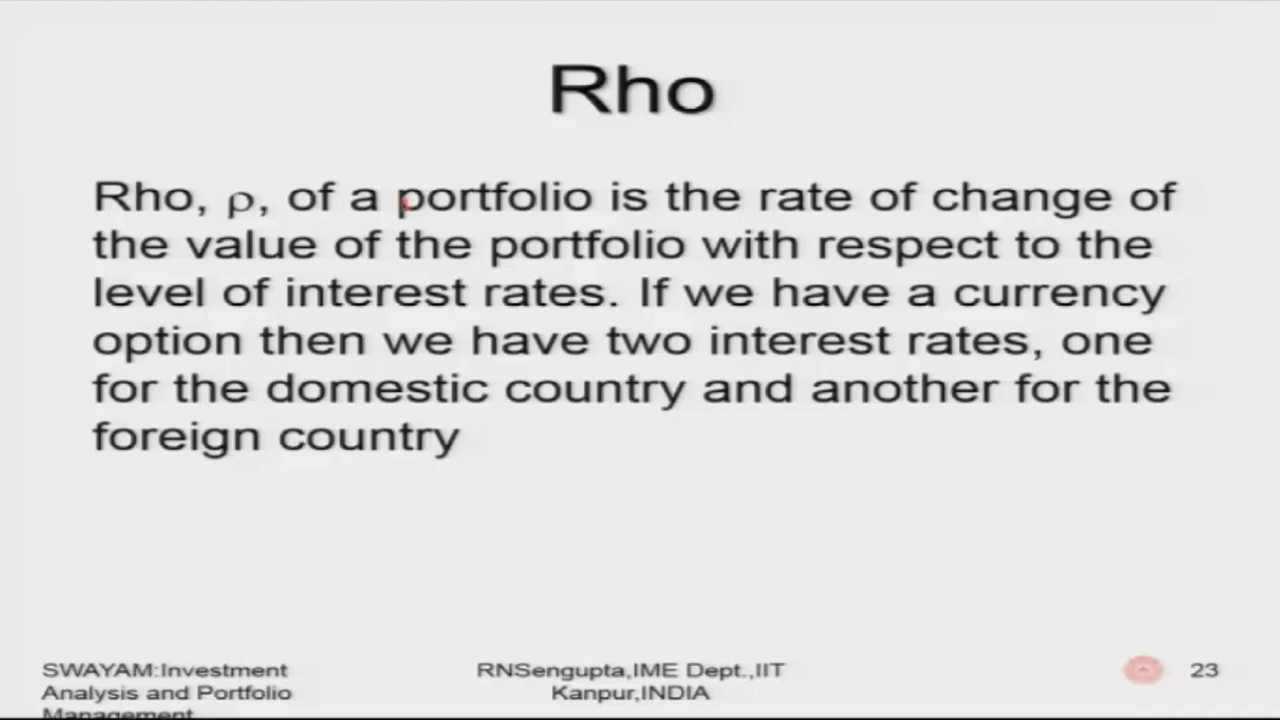 Rho
Rho, ρ, of a portfolio is the rate of change of
the value of the portfolio with respect to the
level of interest rates. If we have a currency
option then we have two interest rates, one
for the domestic country and another for the
foreign country
SWAYAM:Investment
Analysis and Portfolio
Management
RNSengupta,IME Dept.,IIT
Kanpur,INDIA
23